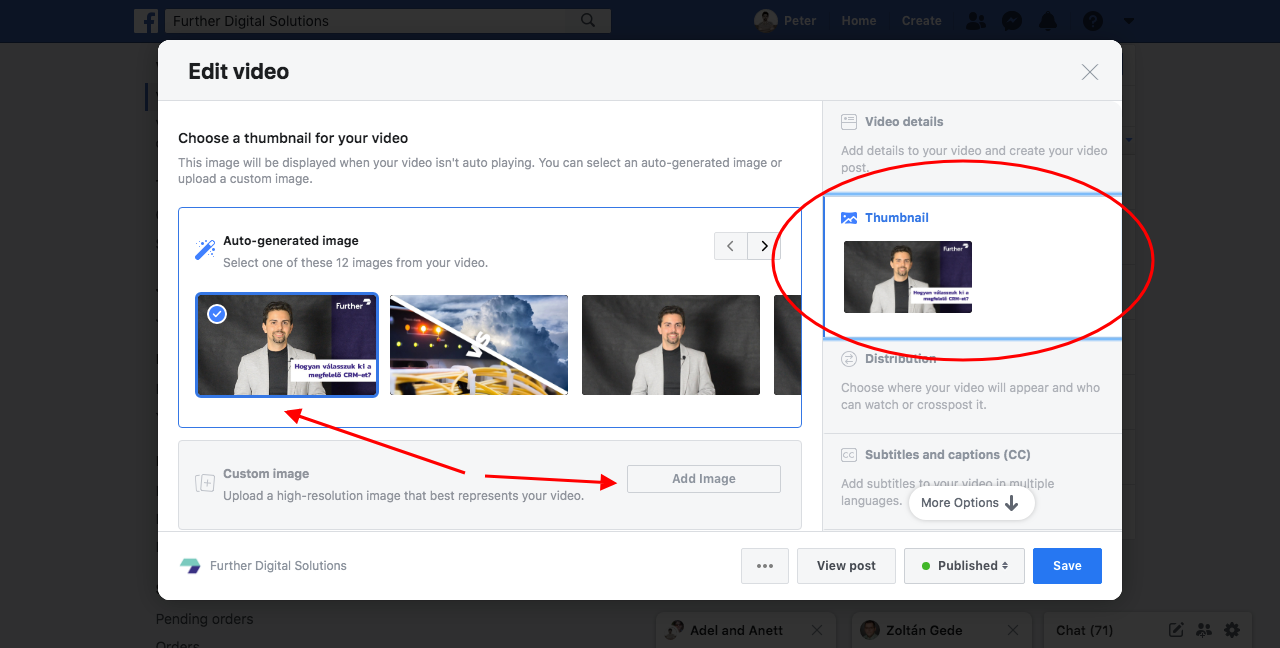 Further Digital Solutions
Peter
Home
Create
Edit video
Choose a thumbnail for your video
This image will be displayed when your video isn't auto playing. You can select an auto-generated image or
upload a custom image.
Auto-generated image
Select one of these 12 images from your video.
Further
Hogyan válasszuk ki a
megfelelő CRM-et?
VS
Custom image
Upload a high-resolution image that best represents your video.
Add Image
Video details
Add details to your video and create your video
post.
Thumbnail
Further
Hogyan válasszuk ki a
megfelelő CRM-et?
Distribution
Choose where your video will appear and who
can watch or crosspost it.
CC
Subtitles and captions (CC)
Add subtitles to your video in multiple
languages.
More Options
Further Digital Solutions
View post
Published
Save
Pending orders
Orders
Adel and Anett
Zoltán Gede
Chat (71)